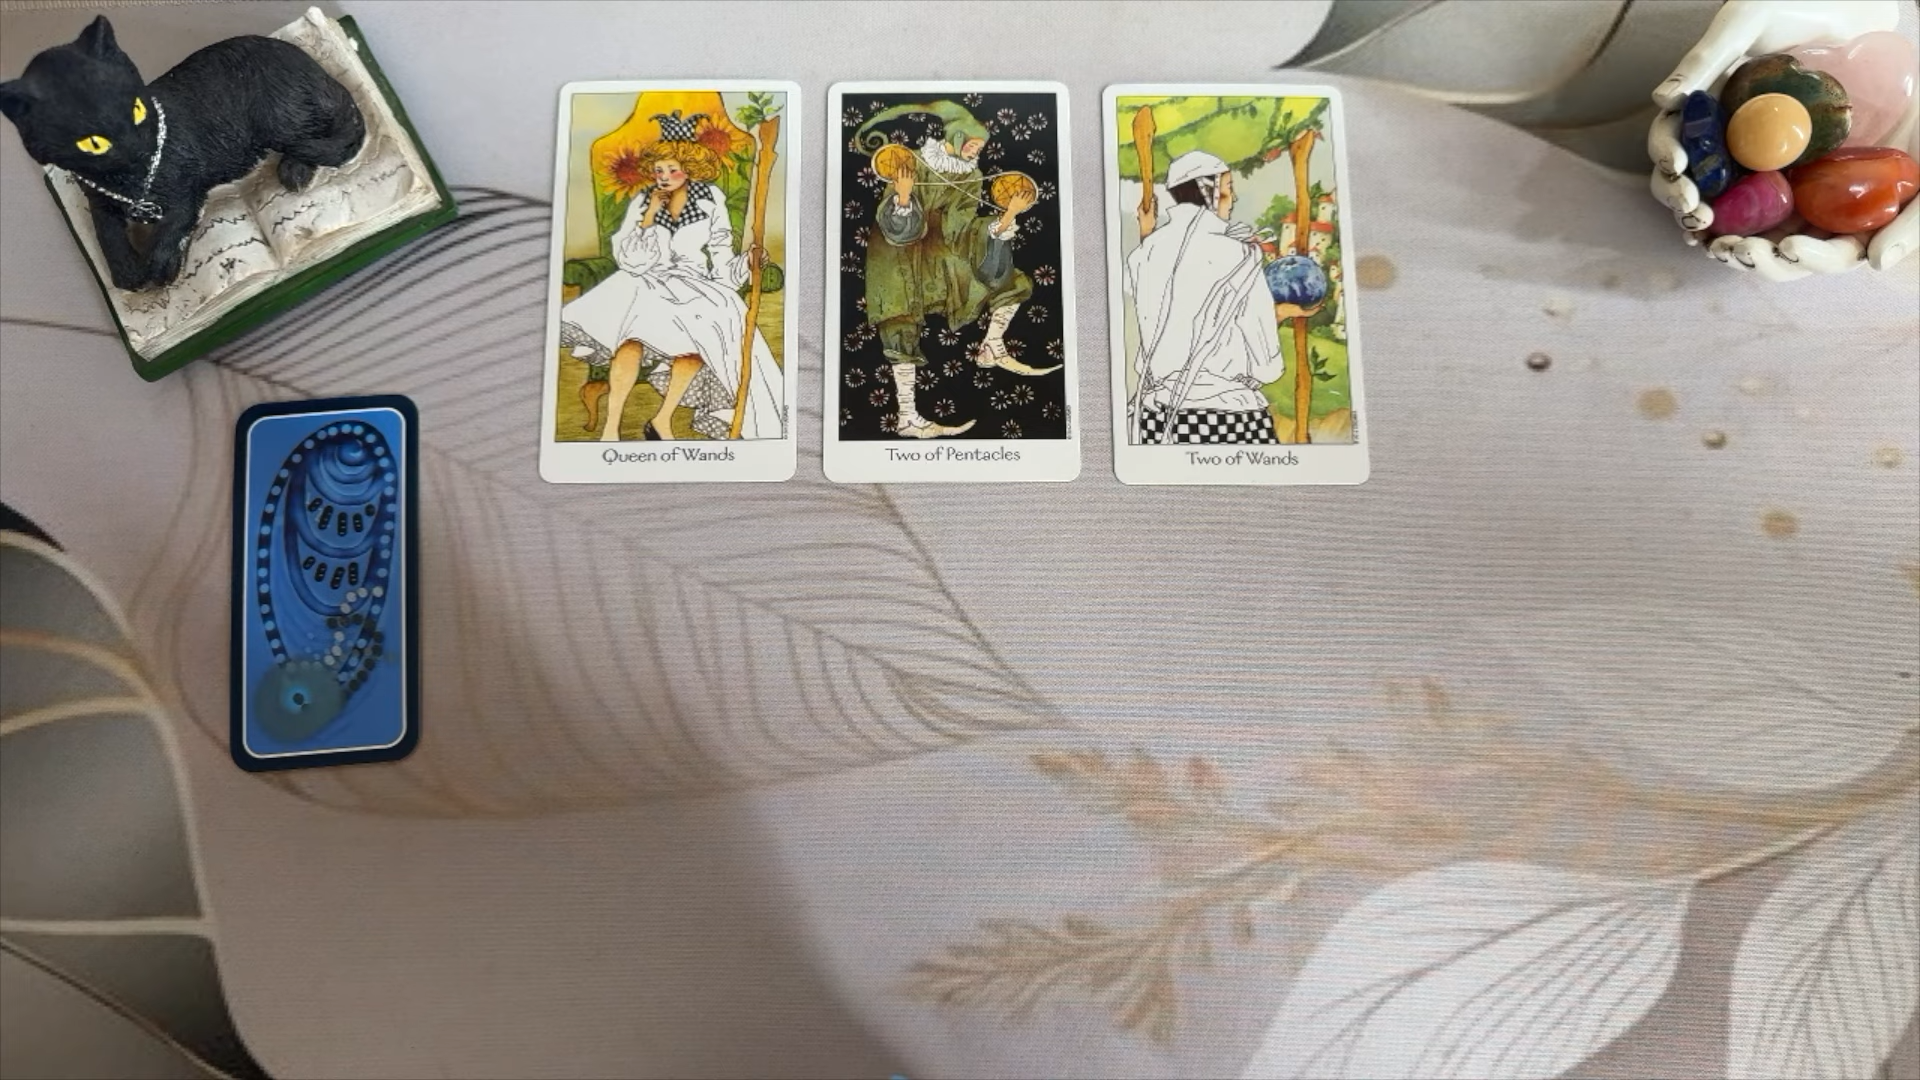 Queen of Wands
Two of Pentacles
Two of Wands